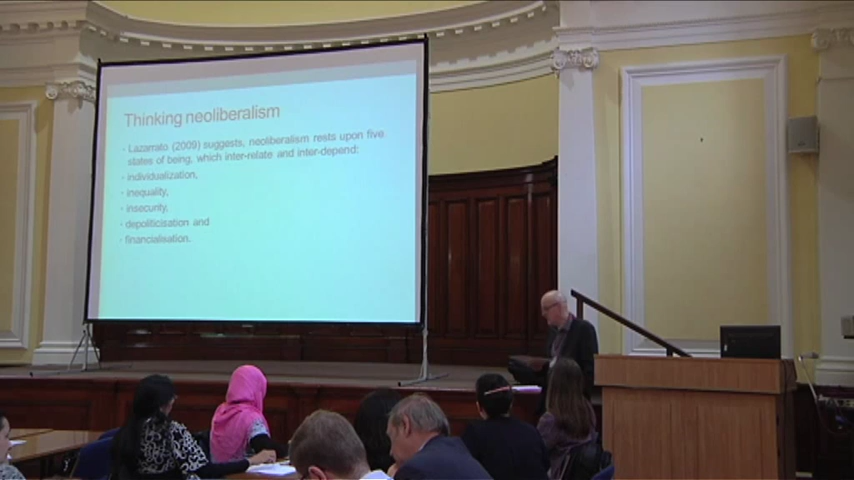 Thinking neoliberalism
· Lazarrato (2009) suggests, neoliberalism rests upon five
states of being, which inter-relate and inter-depend:
· individualization,
· inequality,
· insecurity,
· depoliticisation and
· financialisation.